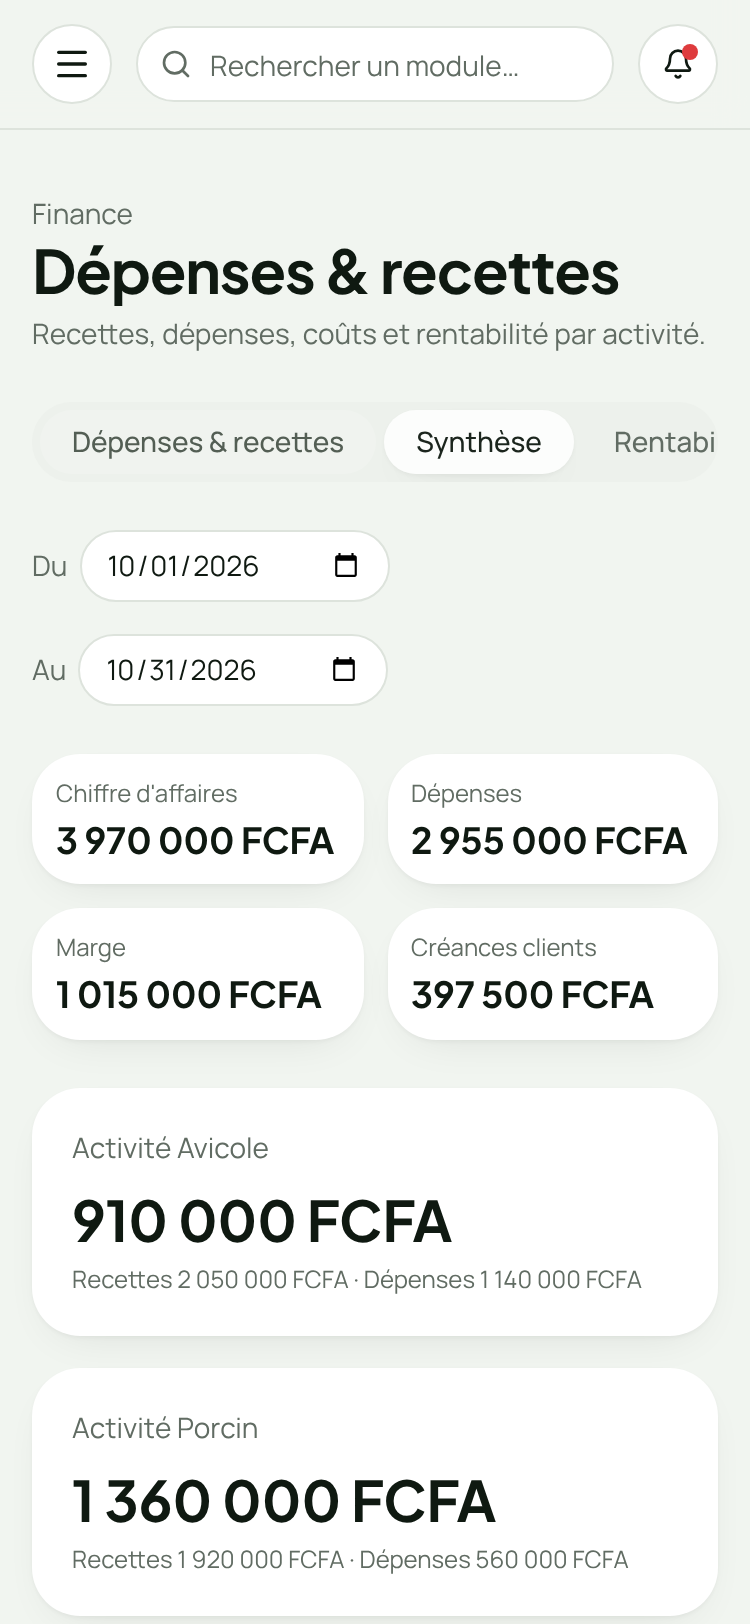 Rechercher un module...
Finance
Dépenses & recettes
Recettes, dépenses, coûts et rentabilité par activité.
Dépenses & recettes Synthèse Rentabi
Du 10/01/2026
Au 10/31/2026
Chiffre d'affaires Dépenses
3 970 000 FCFA 2 955 000 FCFA
Marge Créances clients
1 015 000 FCFA 397 500 FCFA
Activité Avicole
910 000 FCFA
Recettes 2 050 000 FCFA · Dépenses 1 140 000 FCFA
Activité Porcin
1 360 000 FCFA
Recettes 1 920 000 FCFA · Dépenses 560 000 FCFA